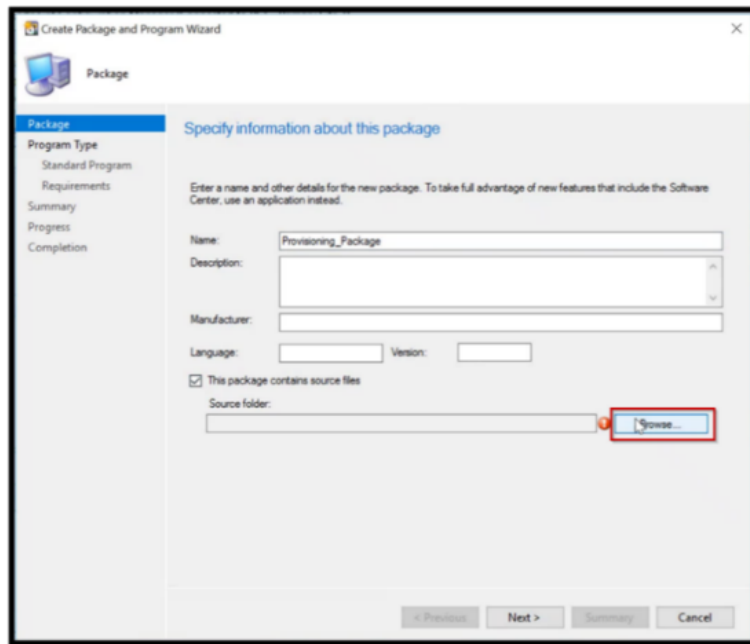 Create Package and Program Wizard
Package
Package
Program Type
Standard Program
Requirements
Summary
Progress
Completion
Specify information about this package
Enter a name and other details for the new package. To take full advantage of new features that include the Software
Center, use an application instead.
Name: Provisioning_Package
Description:
Manufacturer:
Language: Version:
This package contains source files
Source folder:
Browse...
< Previous Next > Summary Cancel